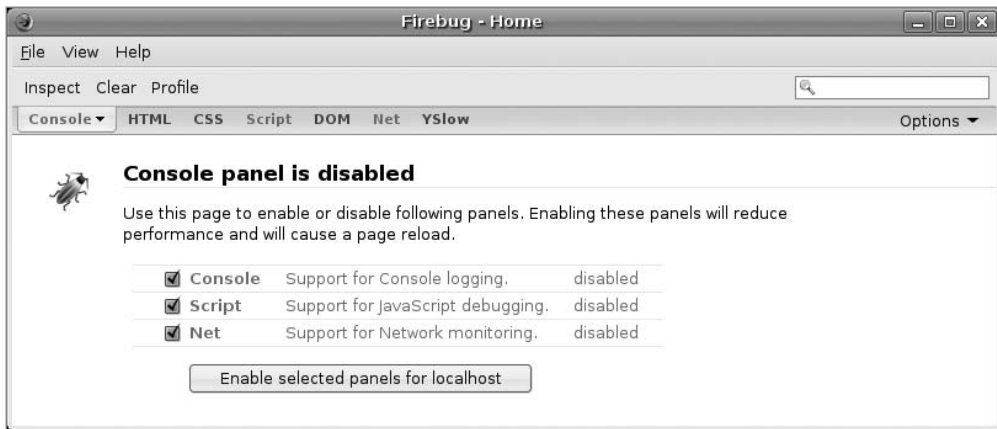 Firebug - Home
File View Help
Inspect Clear Profile
Console HTML CSS Script DOM Net YSlow Options
Console panel is disabled
Use this page to enable or disable following panels. Enabling these panels will reduce
performance and will cause a page reload.
Console Support for Console logging. disabled
Script Support for JavaScript debugging. disabled
Net Support for Network monitoring. disabled
Enable selected panels for localhost